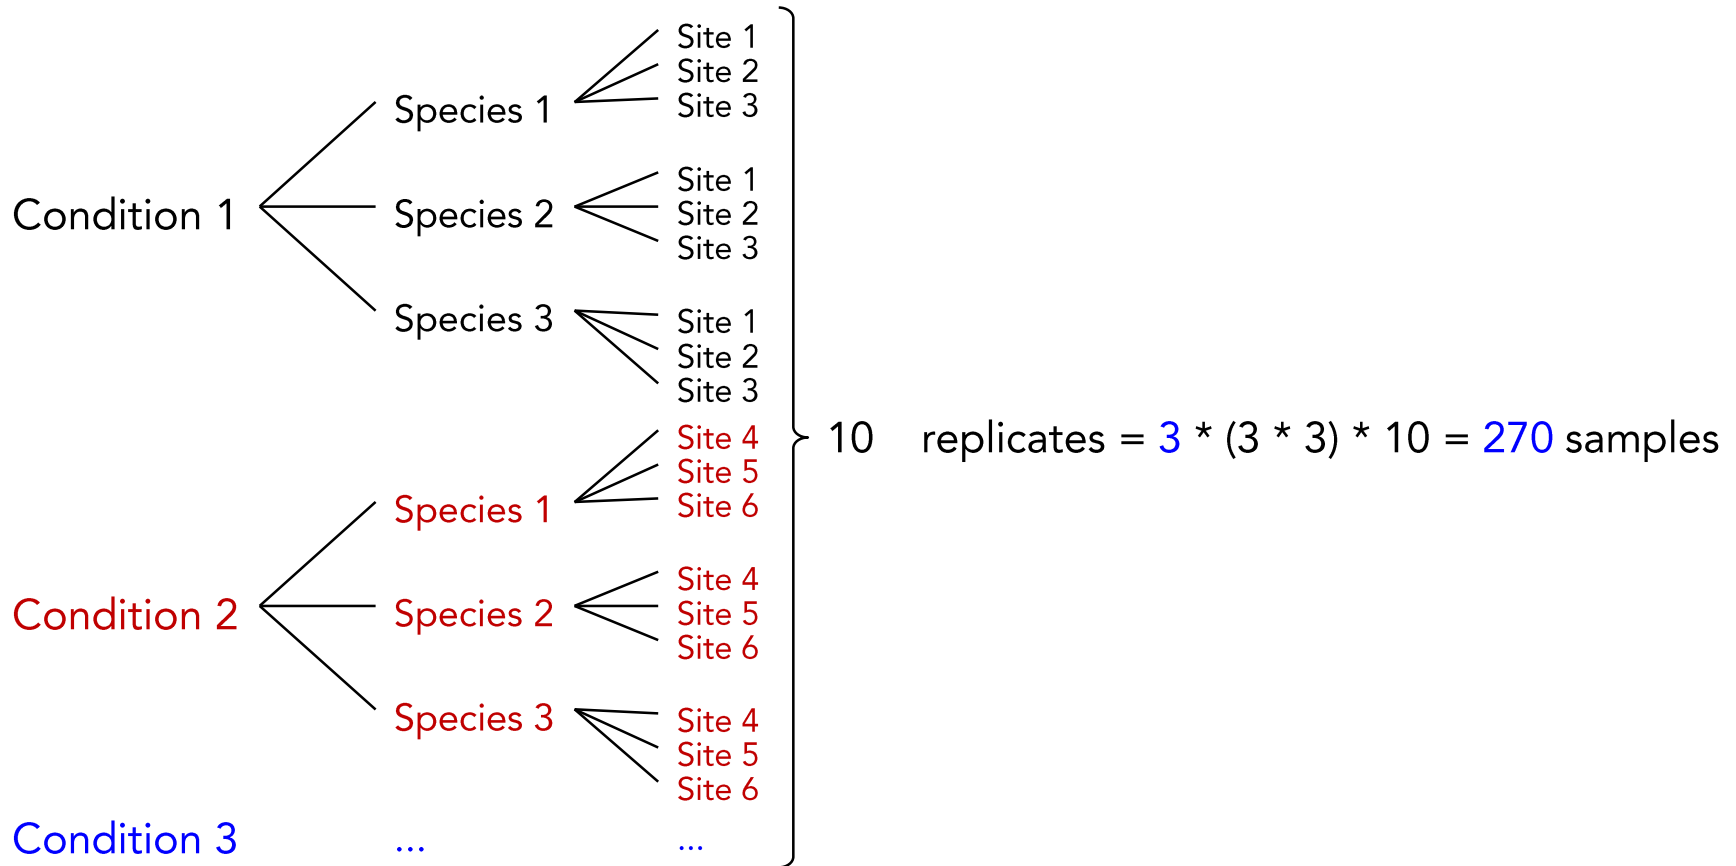 Condition 1
Species 1
Site 1
Site 2
Site 3
Species 2
Site 1
Site 2
Site 3
Species 3
Site 1
Site 2
Site 3
Condition 2
Species 1
Site 4
Site 5
Site 6
Species 2
Site 4
Site 5
Site 6
Species 3
Site 4
Site 5
Site 6
Condition 3 ... ...
10 replicates = 3 * (3 * 3) * 10 = 270 samples